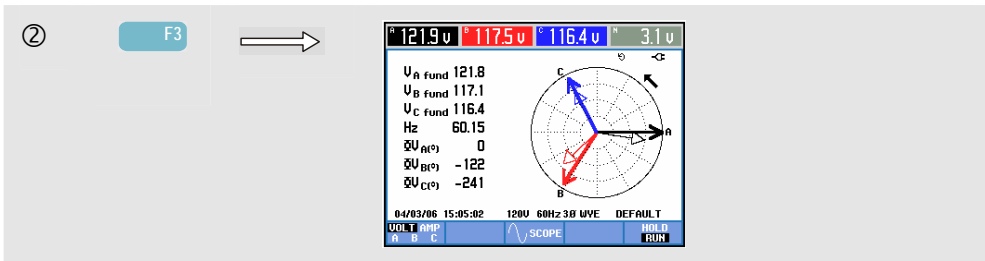 ② F3
A 121.9 V B 117.5 V C 116.4 V N 3.1 V
VA fund 121.8
VB fund 117.1
VC fund 116.4
Hz 60.15
ΦVA(°) 0
ΦVB(°) -122
ΦVC(°) -241
C
A
B
04/03/06 15:05:02 120V 60Hz 3Ø WYE DEFAULT
VOLT AMP
A B C
SCOPE
HOLD
RUN